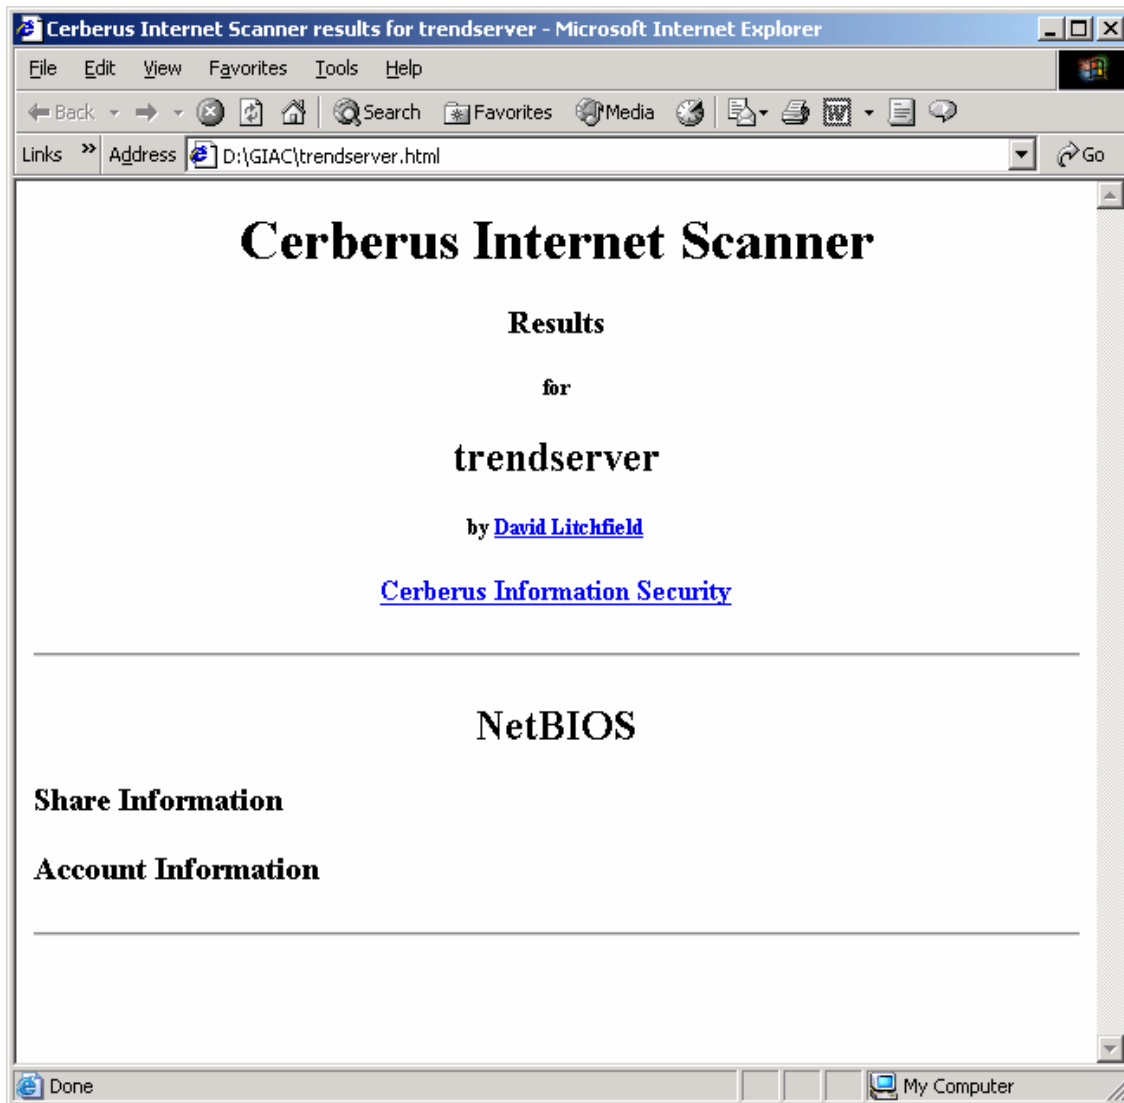 Cerberus Internet Scanner results for trendserver - Microsoft Internet Explorer
File Edit View Favorites Tools Help
Back Search Favorites Media
Links » Address D:\GIAC\trendserver.html Go
Cerberus Internet Scanner
Results
for
trendserver
by David Litchfield
Cerberus Information Security
NetBIOS
Share Information
Account Information
Done My Computer